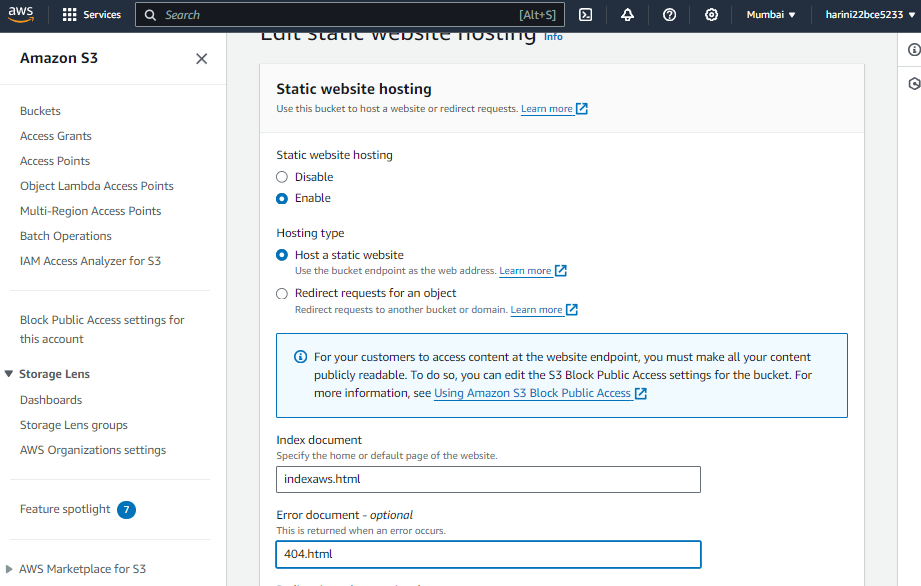 aws
Services
Search
[Alt+S]
Mumbai
harini22bce5233
Amazon S3
Buckets
Access Grants
Access Points
Object Lambda Access Points
Multi-Region Access Points
Batch Operations
IAM Access Analyzer for S3
Block Public Access settings for
this account
Storage Lens
Dashboards
Storage Lens groups
AWS Organizations settings
Feature spotlight 7
AWS Marketplace for S3
Edit static website hosting Info
Static website hosting
Use this bucket to host a website or redirect requests. Learn more
Static website hosting
Disable
Enable
Hosting type
Host a static website
Use the bucket endpoint as the web address. Learn more
Redirect requests for an object
Redirect requests to another bucket or domain. Learn more
For your customers to access content at the website endpoint, you must make all your content
publicly readable. To do so, you can edit the S3 Block Public Access settings for the bucket. For
more information, see Using Amazon S3 Block Public Access
Index document
Specify the home or default page of the website.
indexaws.html
Error document - optional
This is returned when an error occurs.
404.html